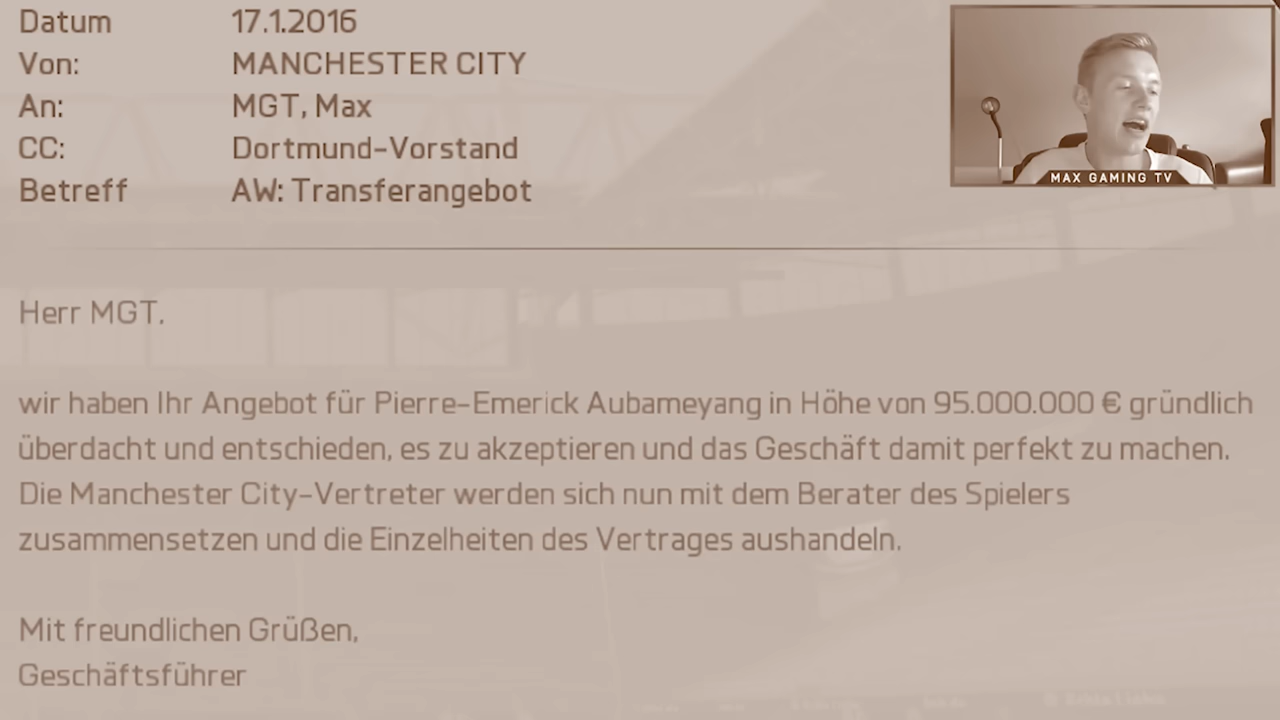 Datum 17.1.2016
Von: MANCHESTER CITY
An: MGT, Max
CC: Dortmund-Vorstand
Betreff AW: Transferangebot
MAX GAMING TV
Herr MGT,
wir haben Ihr Angebot für Pierre-Emerick Aubameyang in Höhe von 95.000.000 € gründlich
überdacht und entschieden, es zu akzeptieren und das Geschäft damit perfekt zu machen.
Die Manchester City-Vertreter werden sich nun mit dem Berater des Spielers
zusammensetzen und die Einzelheiten des Vertrages aushandeln.
Mit freundlichen Grüßen,
Geschäftsführer